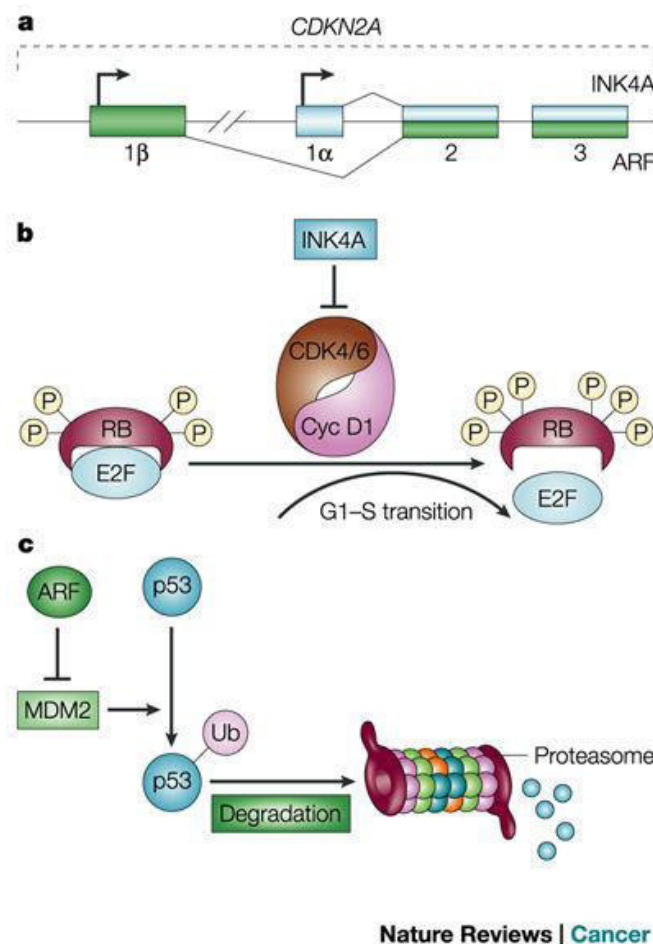 a
CDKN2A
INK4A
1β
1α
2
3
ARF
b
INK4A
CDK4/6
Cyc D1
P
P
RB
P
P
E2F
P
P
P
P
P
P
RB
E2F
G1–S transition
c
ARF
p53
MDM2
Ub
p53
Proteasome
Degradation
Nature Reviews | Cancer